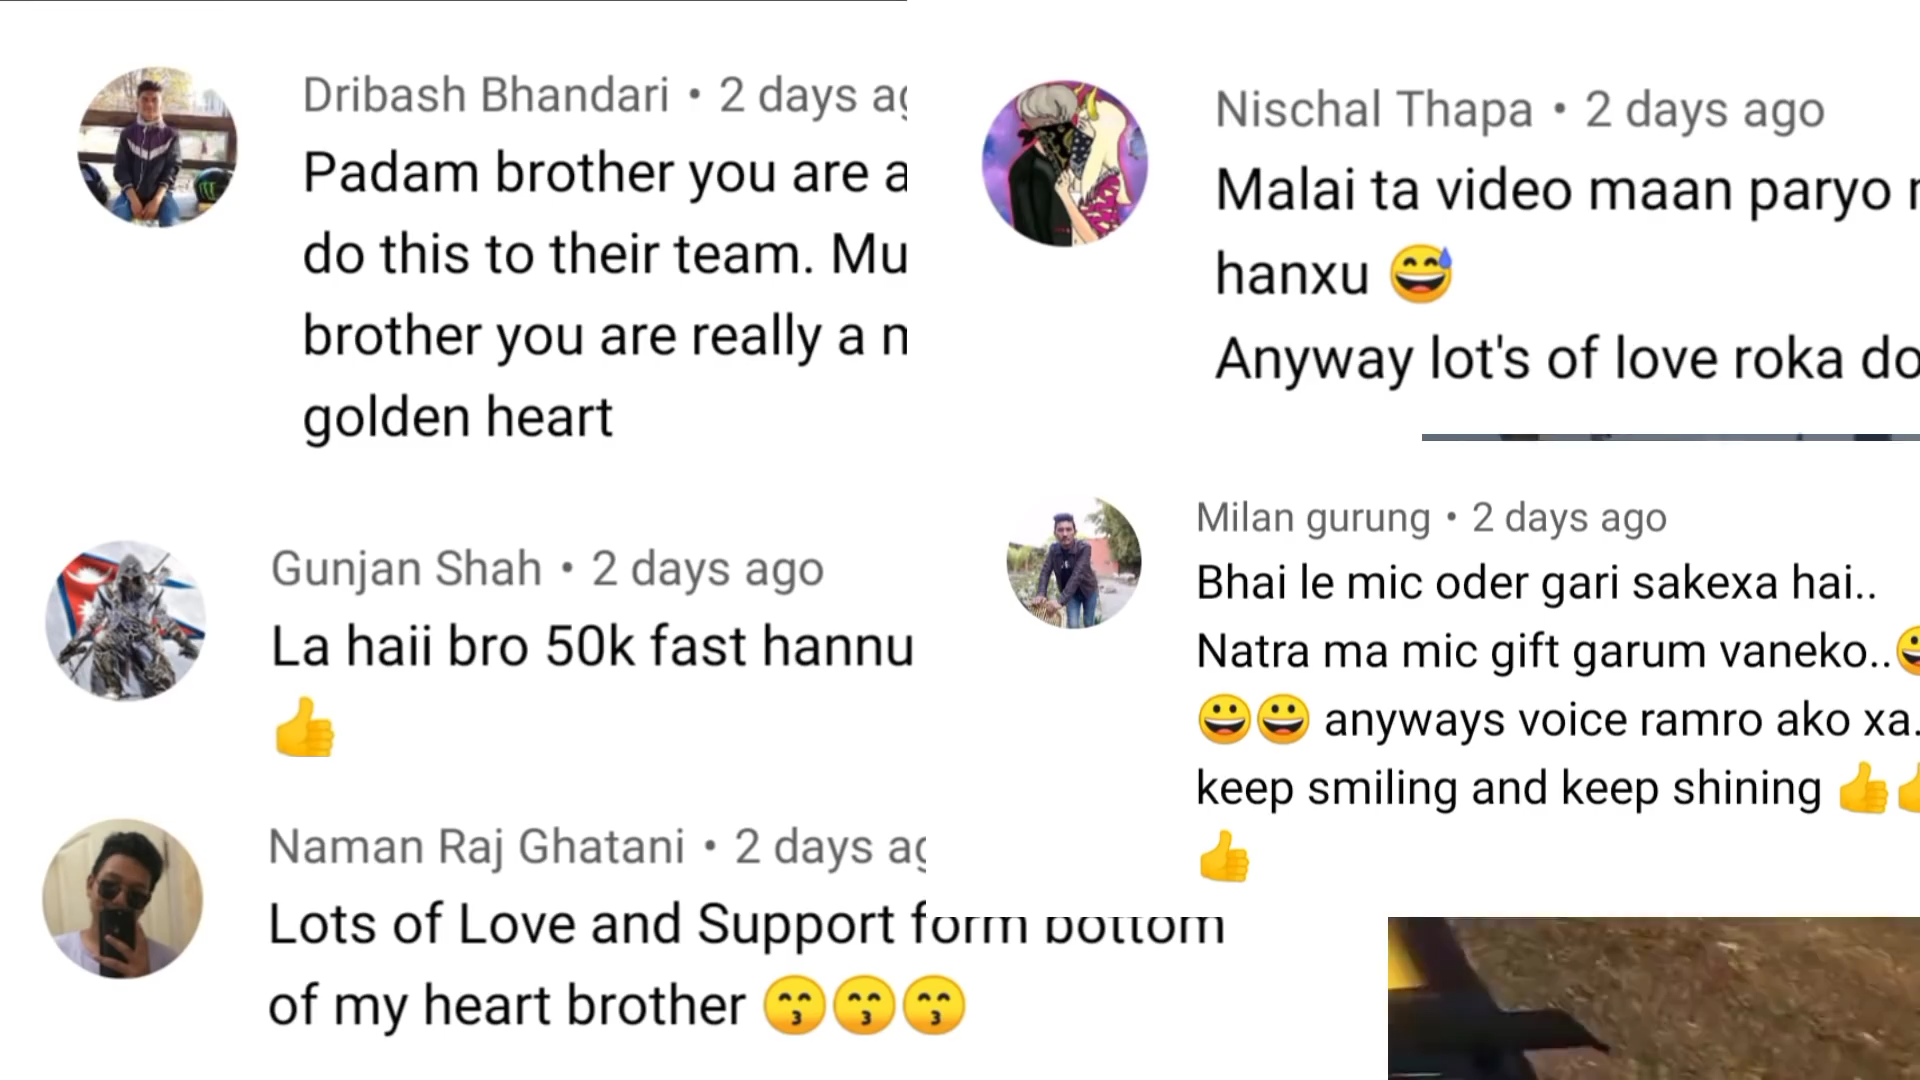 Dribash Bhandari • 2 days
Padam brother you are
do this to their team.
brother you are really a
golden heart
Gunjan Shah • 2 days ago
La haii bro 50k fast hannu
👍
Naman Raj Ghatani • 2 days
Lots of Love and Support form bottom
of my heart brother 😙😙😙
Nischal Thapa • 2 days ago
Malai ta video maan paryo
hanxu 😅
Anyway lot's of love roka
Milan gurung • 2 days ago
Bhai le mic oder gari sakexa hai..
Natra ma mic gift garum vaneko..😀
😀😀 anyways voice ramro ako xa.
keep smiling and keep shining 👍👍
👍